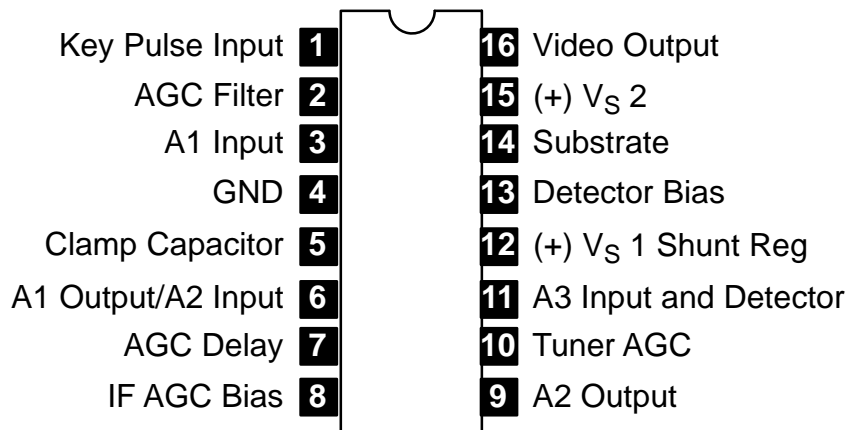 Key Pulse Input 1 16 Video Output
AGC Filter 2 15 (+) VS 2
A1 Input 3 14 Substrate
GND 4 13 Detector Bias
Clamp Capacitor 5 12 (+) VS 1 Shunt Reg
A1 Output/A2 Input 6 11 A3 Input and Detector
AGC Delay 7 10 Tuner AGC
IF AGC Bias 8 9 A2 Output